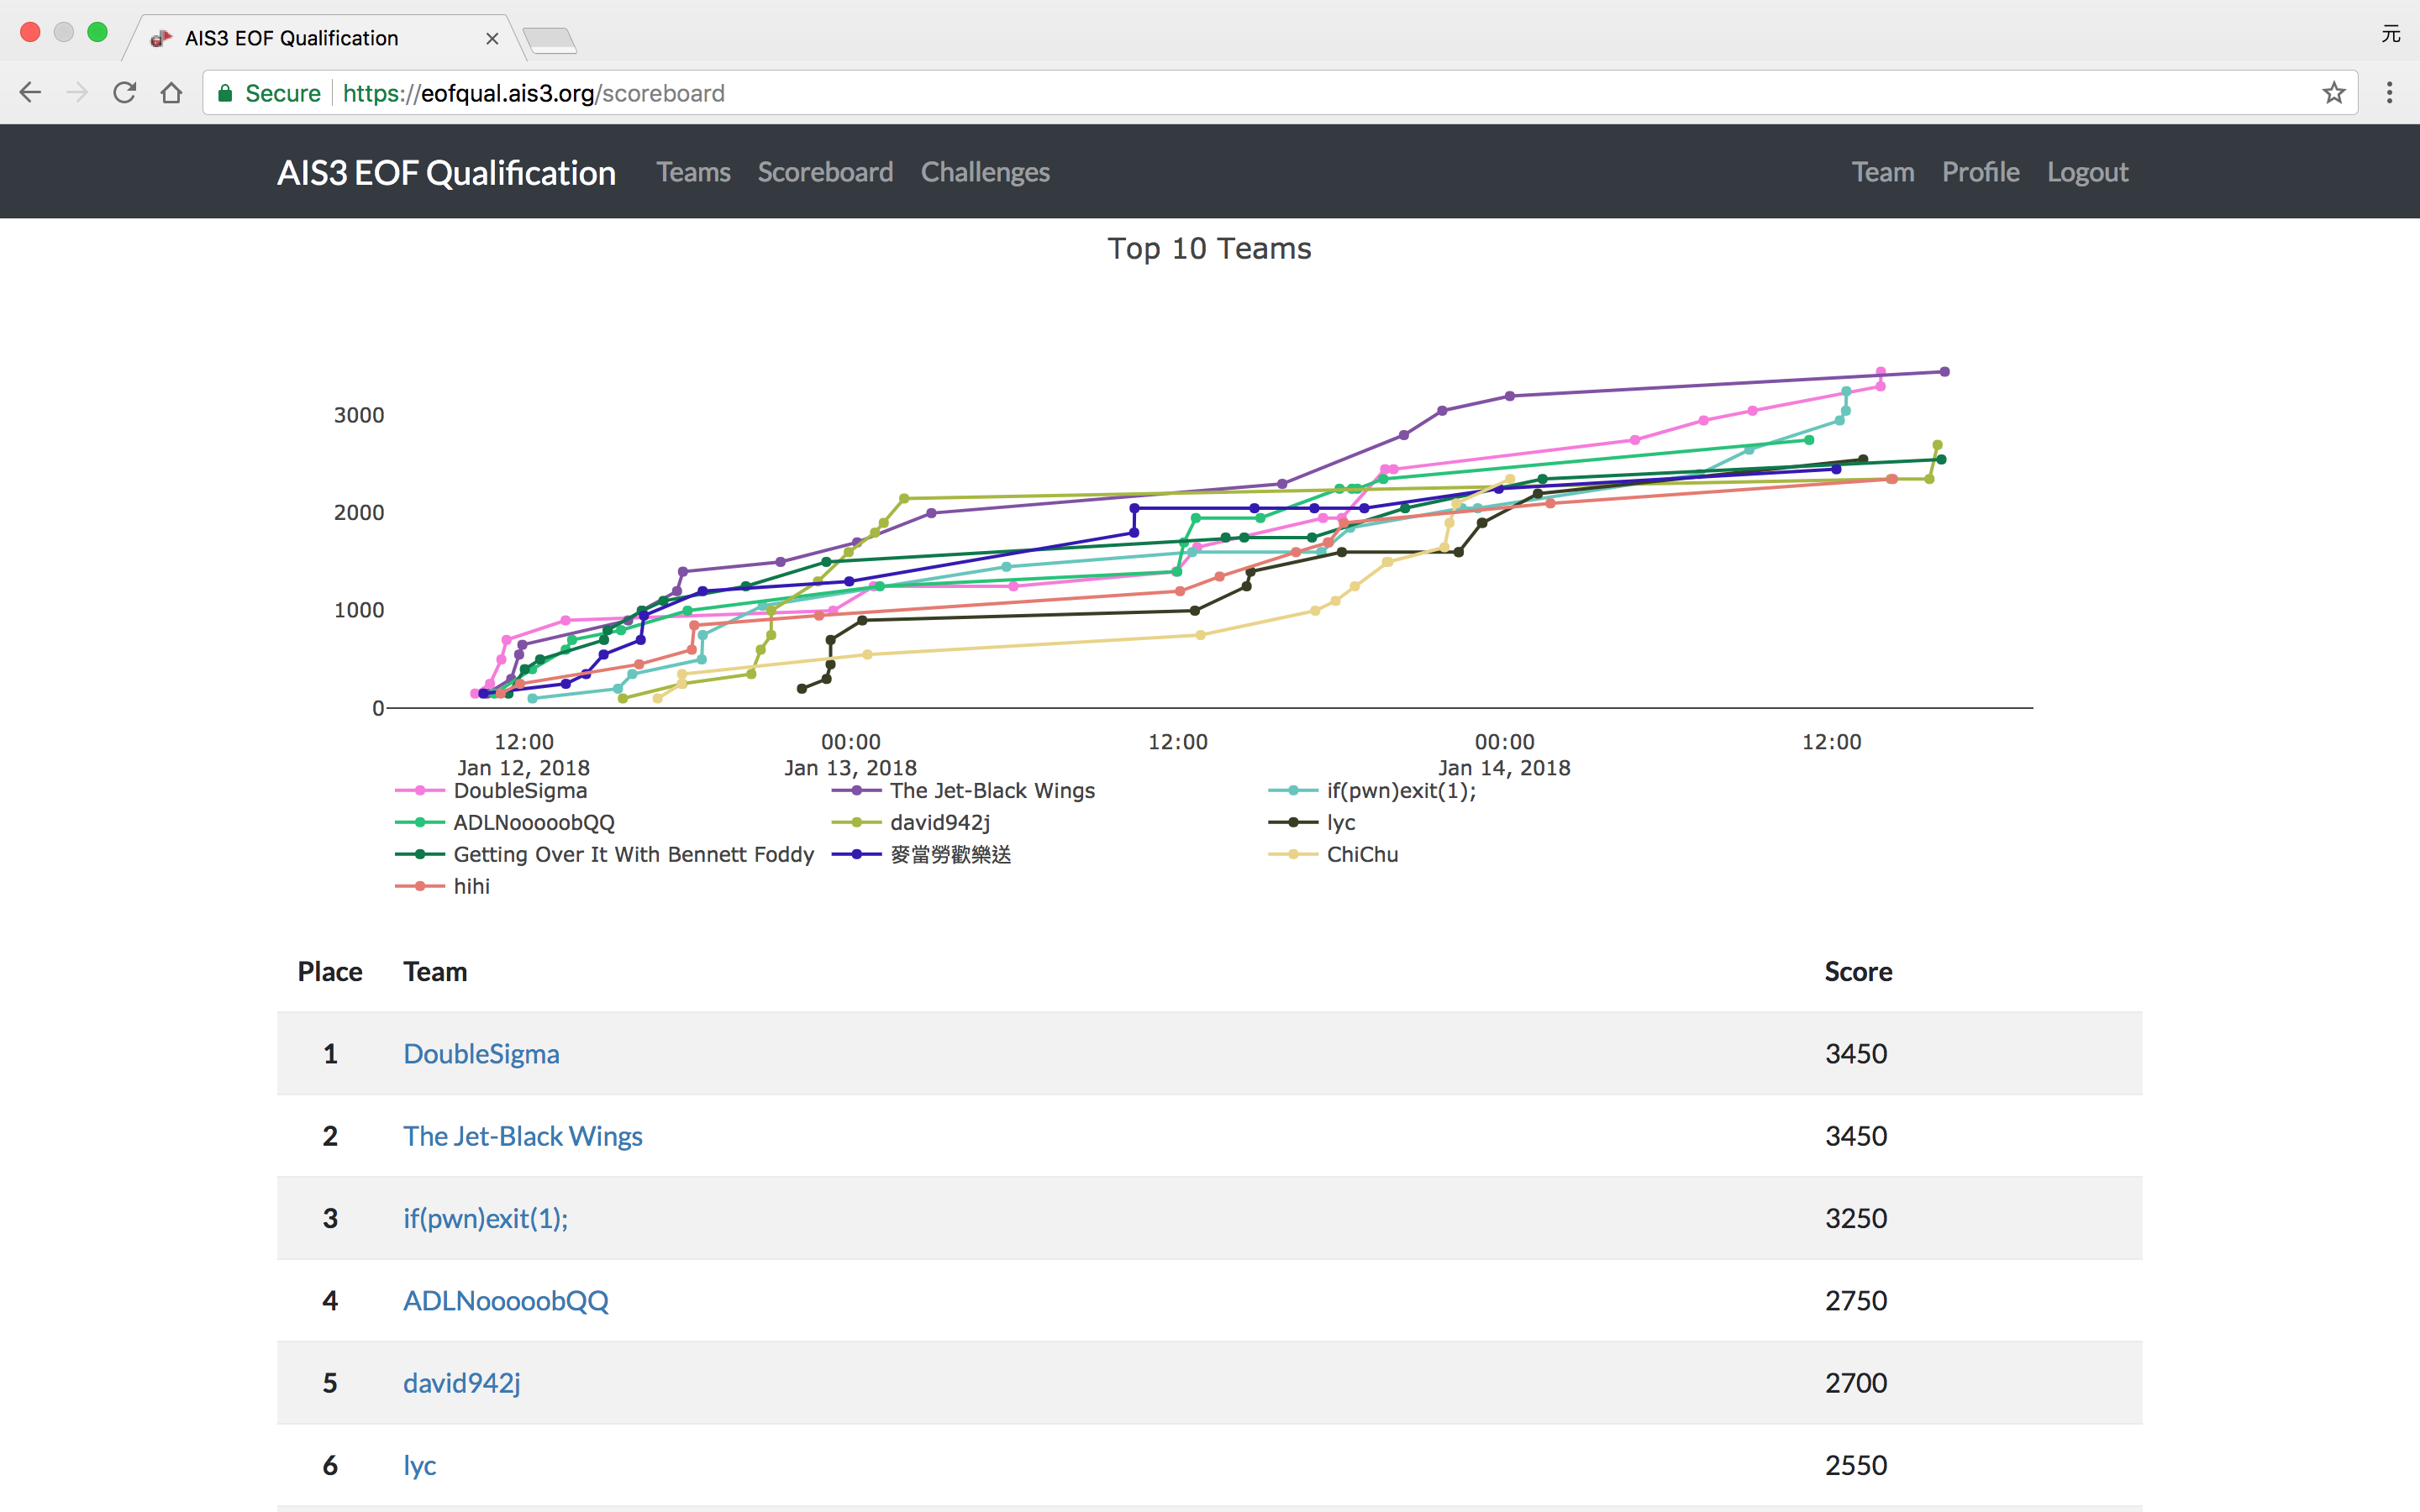 AIS3 EOF Qualification
元
Secure https://eofqual.ais3.org/scoreboard
AIS3 EOF Qualification Teams Scoreboard Challenges Team Profile Logout
Top 10 Teams
3000
2000
1000
0
12:00 00:00 12:00 00:00 12:00
Jan 12, 2018 Jan 13, 2018 Jan 14, 2018
DoubleSigma The Jet-Black Wings if(pwn)exit(1);
ADLNooooobQQ david942j lyc
Getting Over It With Bennett Foddy 麥當勞歡樂送 ChiChu
hihi
Place Team Score
1 DoubleSigma 3450
2 The Jet-Black Wings 3450
3 if(pwn)exit(1); 3250
4 ADLNooooobQQ 2750
5 david942j 2700
6 lyc 2550